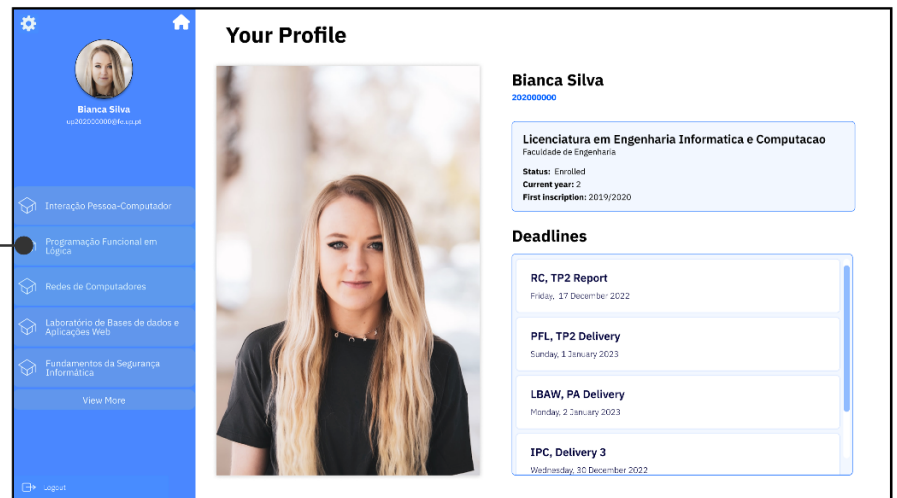 Your Profile
Bianca Silva
up202000000@fe.up.pt
Interação Pessoa-Computador
Programação Funcional em
Lógica
Redes de Computadores
Laboratório de Bases de dados e
Aplicações Web
Fundamentos da Segurança
Informática
View More
Logout
Bianca Silva
202000000
Licenciatura em Engenharia Informatica e Computacao
Faculdade de Engenharia
Status: Enrolled
Current year: 2
First inscription: 2019/2020
Deadlines
RC, TP2 Report
Friday, 17 December 2022
PFL, TP2 Delivery
Sunday, 1 January 2023
LBAW, PA Delivery
Monday, 2 January 2023
IPC, Delivery 3
Wednesday, 30 December 2022